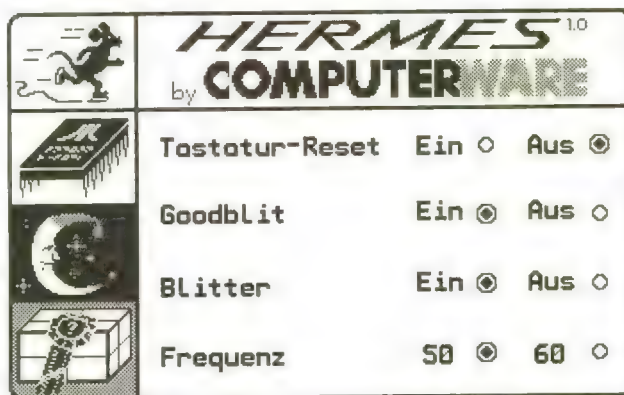 HERMES 1.0
by COMPUTERWARE
Tastatur-Reset Ein Aus
Goodblit Ein Aus
Blitter Ein Aus
Frequenz 50 60